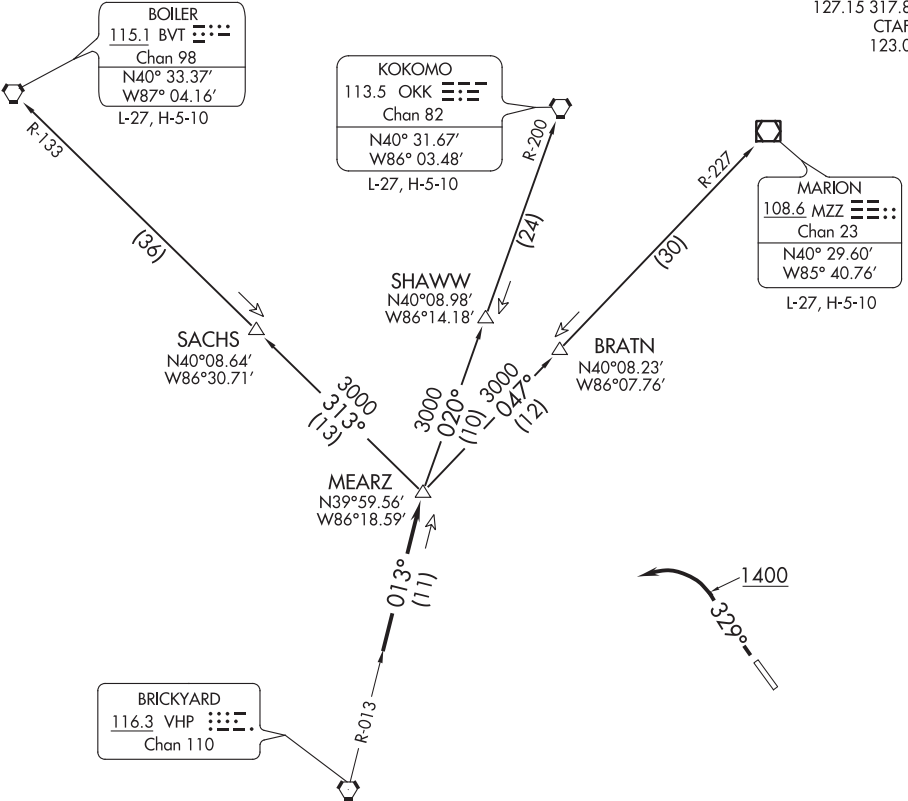 127.15 317.8
CTAF
123.0
BOILER
115.1 BVT
Chan 98
N40° 33.37′
W87° 04.16′
L-27, H-5-10
KOKOMO
113.5 OKK
Chan 82
N40° 31.67′
W86° 03.48′
L-27, H-5-10
MARION
108.6 MZZ
Chan 23
N40° 29.60′
W85° 40.76′
L-27, H-5-10
R-133
R-200
R-227
(36)
(24)
(30)
SHAWW
N40°08.98′
W86°14.18′
SACHS
N40°08.64′
W86°30.71′
BRATN
N40°08.23′
W86°07.76′
3000
313°
(13)
3000
020°
(10)
3000
047°
(12)
MEARZ
N39°59.56′
W86°18.59′
013°
(11)
1400
329°
BRICKYARD
116.3 VHP
Chan 110
R-013